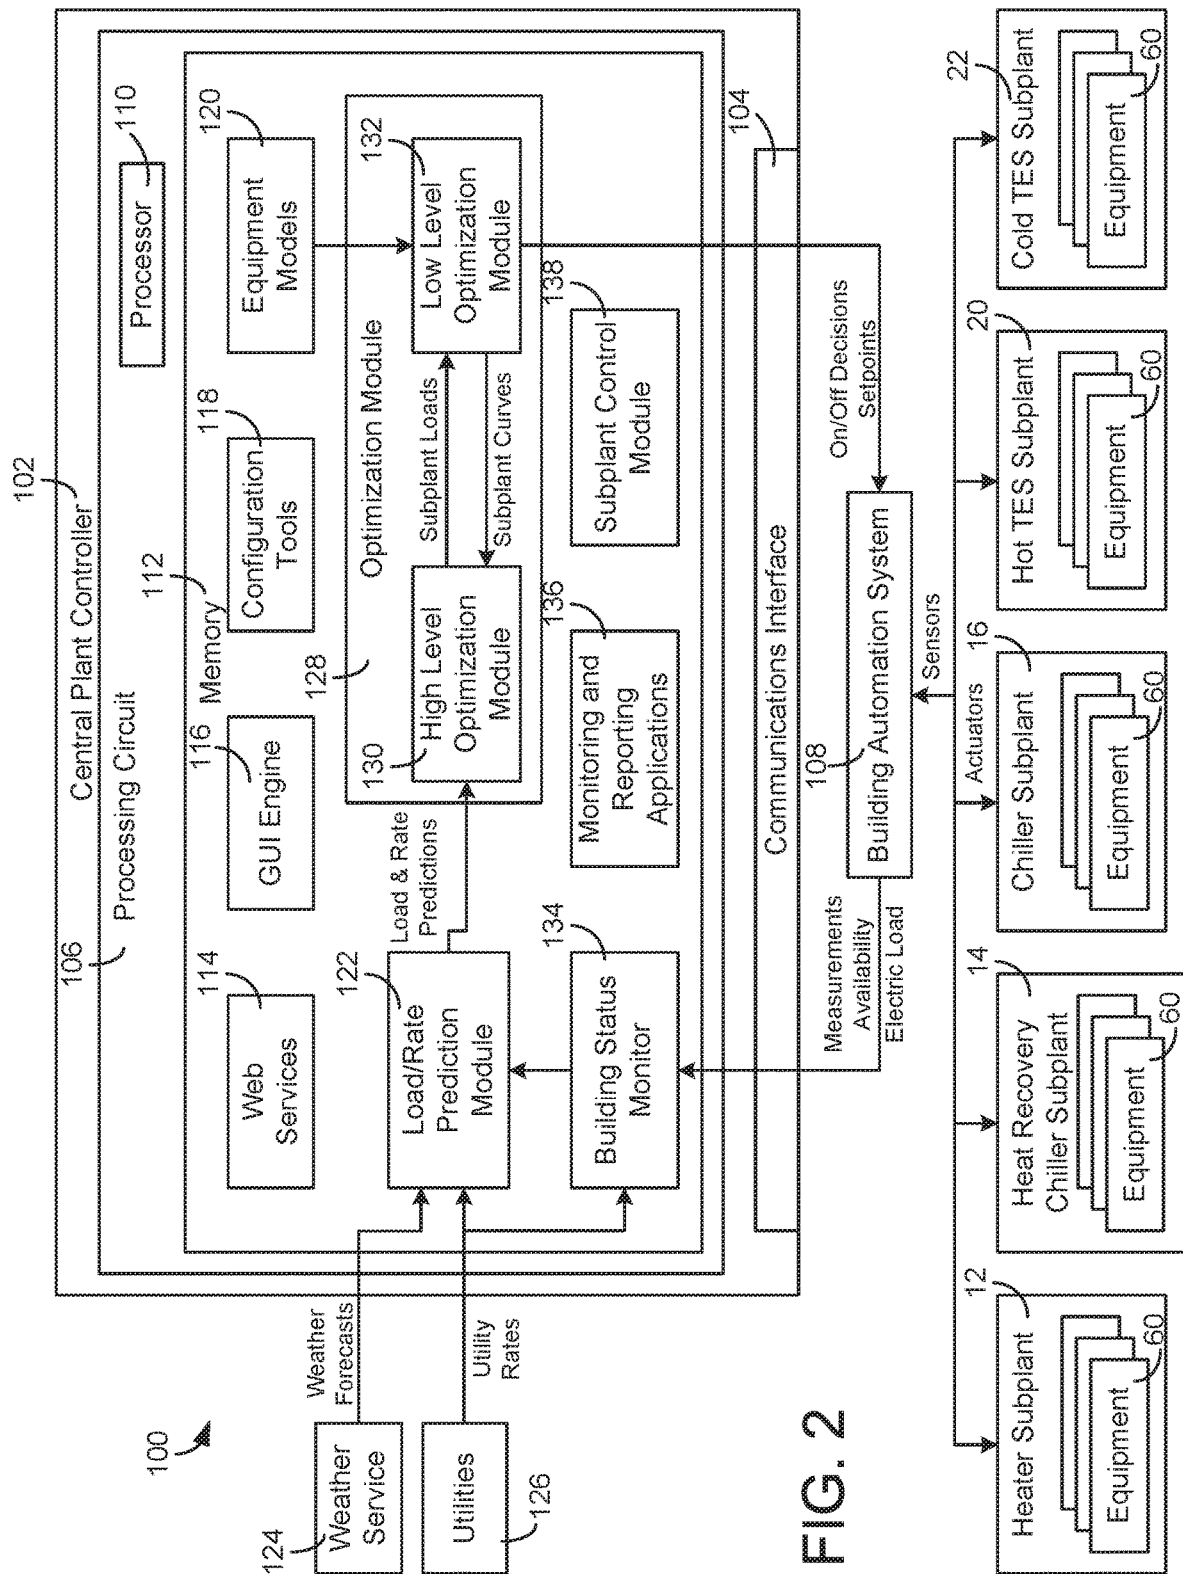 100
102
Central Plant Controller
106
Processing Circuit
Processor
110
112
Memory
114
Web
Services
116
GUI Engine
118
Configuration
Tools
120
Equipment
Models
124
Weather
Service
Weather
Forecasts
126
Utilities
Utility
Rates
122
Load/Rate
Prediction
Module
Load & Rate
Predictions
128
Optimization Module
130
High Level
Optimization
Module
Subplant Loads
Subplant Curves
132
Low Level
Optimization
Module
134
Building Status
Monitor
136
Monitoring and
Reporting
Applications
138
Subplant Control
Module
Communications Interface
104
Measurements
Availability
Electric Load
108
Building Automation System
On/Off Decisions
Setpoints
Actuators
Sensors
12
Heater Subplant
Equipment
60
14
Heat Recovery
Chiller Subplant
Equipment
60
16
Chiller Subplant
Equipment
60
20
Hot TES Subplant
Equipment
60
22
Cold TES Subplant
Equipment
60
FIG. 2